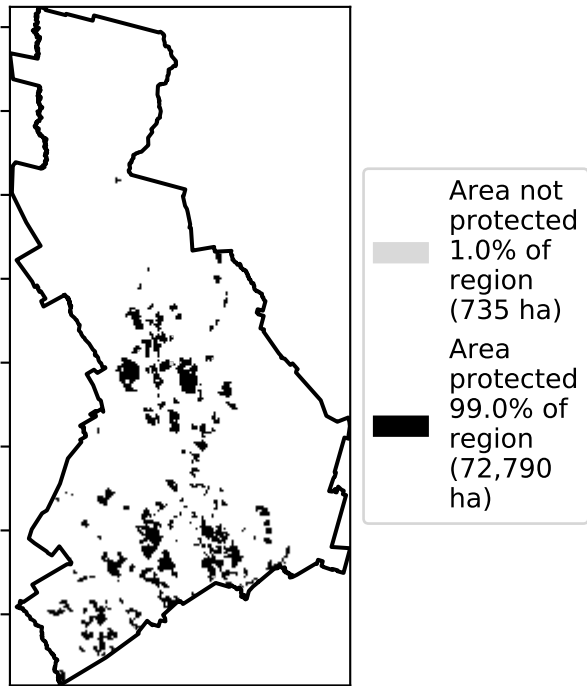 Area not
protected
1.0% of
region
(735 ha)
Area
protected
99.0% of
region
(72,790
ha)